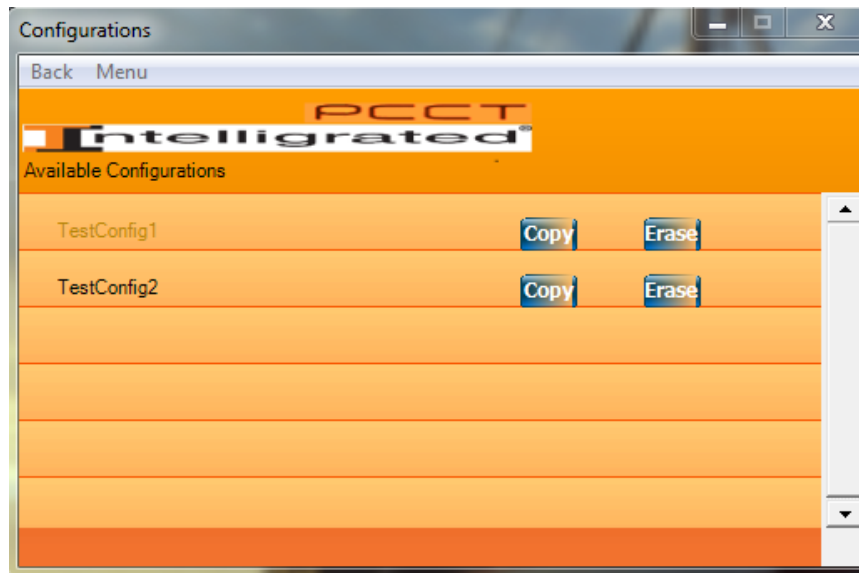 Configurations
Back Menu
PCCT
Intelligrated®
Available Configurations
TestConfig1 Copy Erase
TestConfig2 Copy Erase